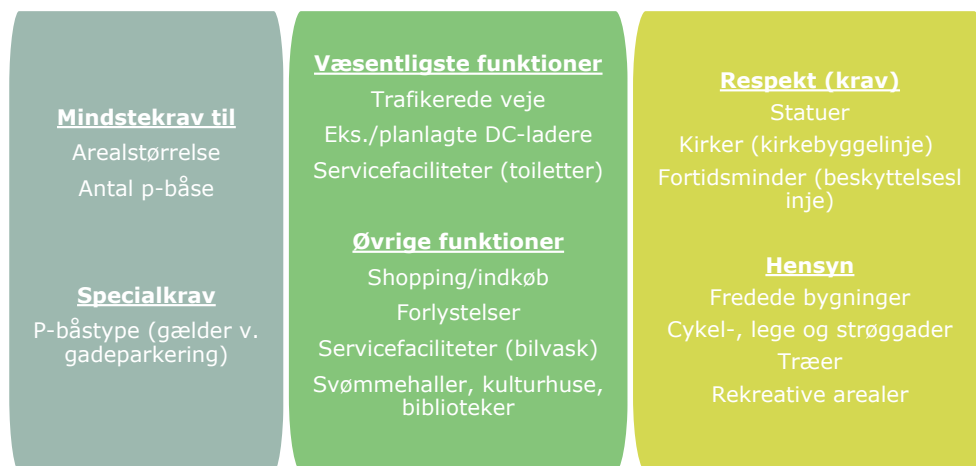 Mindstekrav til
Arealstørrelse
Antal p-båse
Specialkrav
P-båstype (gælder v.
gadeparkering)
Væsentligste funktioner
Trafikerede veje
Eks./planlagte DC-ladere
Servicefaciliteter (toiletter)
Øvrige funktioner
Shopping/indkøb
Forlystelser
Servicefaciliteter (bilvask)
Svømmehaller, kulturhuse,
biblioteker
Respekt (krav)
Statuer
Kirker (kirkebyggelinje)
Fortidsminder (beskyttelsesl
inje)
Hensyn
Fredede bygninger
Cykel-, lege og strøggader
Træer
Rekreative arealer